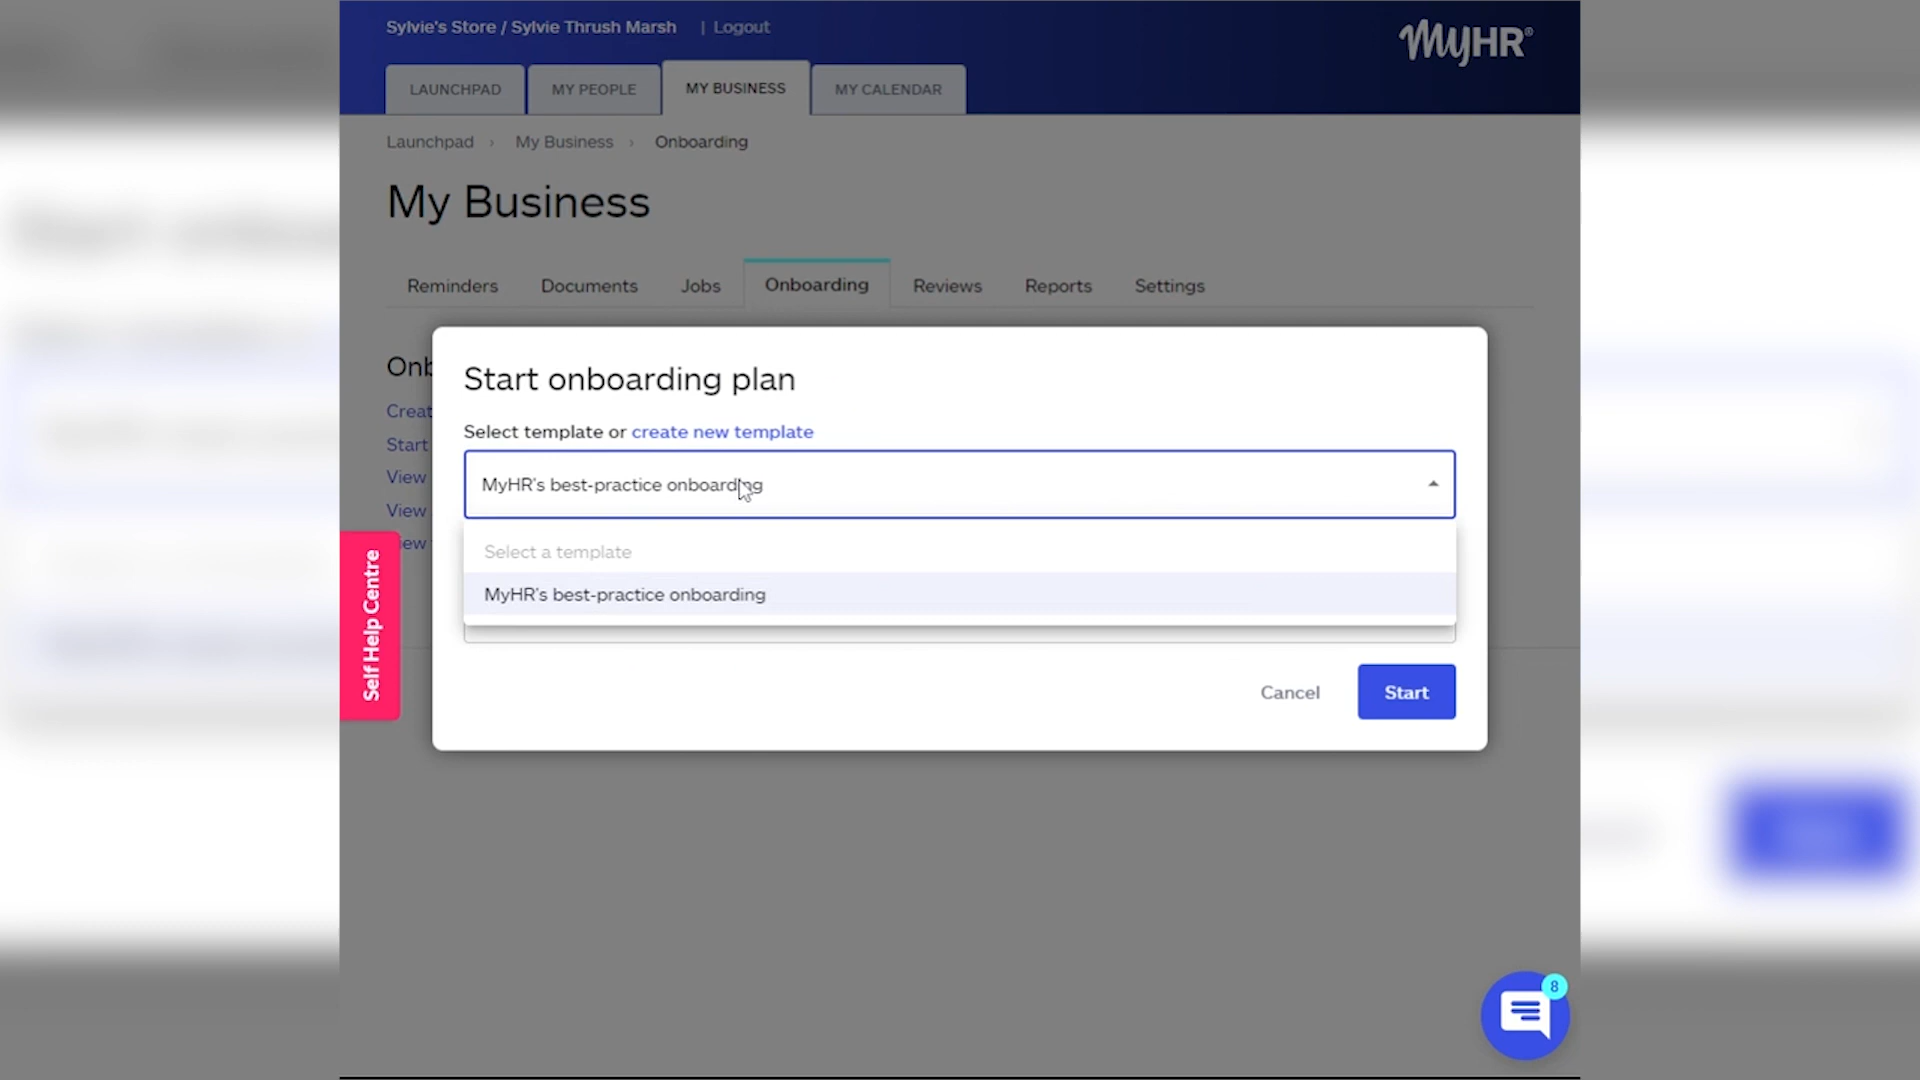 Sylvie's Store / Sylvie Thrush Marsh | Logout
MyHR®
LAUNCHPAD MY PEOPLE MY BUSINESS MY CALENDAR
Launchpad › My Business › Onboarding
My Business
Reminders Documents Jobs Onboarding Reviews Reports Settings
Onb
Creat
Start
View
View
iew
Start onboarding plan
Select template or create new template
MyHR's best-practice onboarding
Select a template
MyHR's best-practice onboarding
Cancel Start
Self Help Centre
8